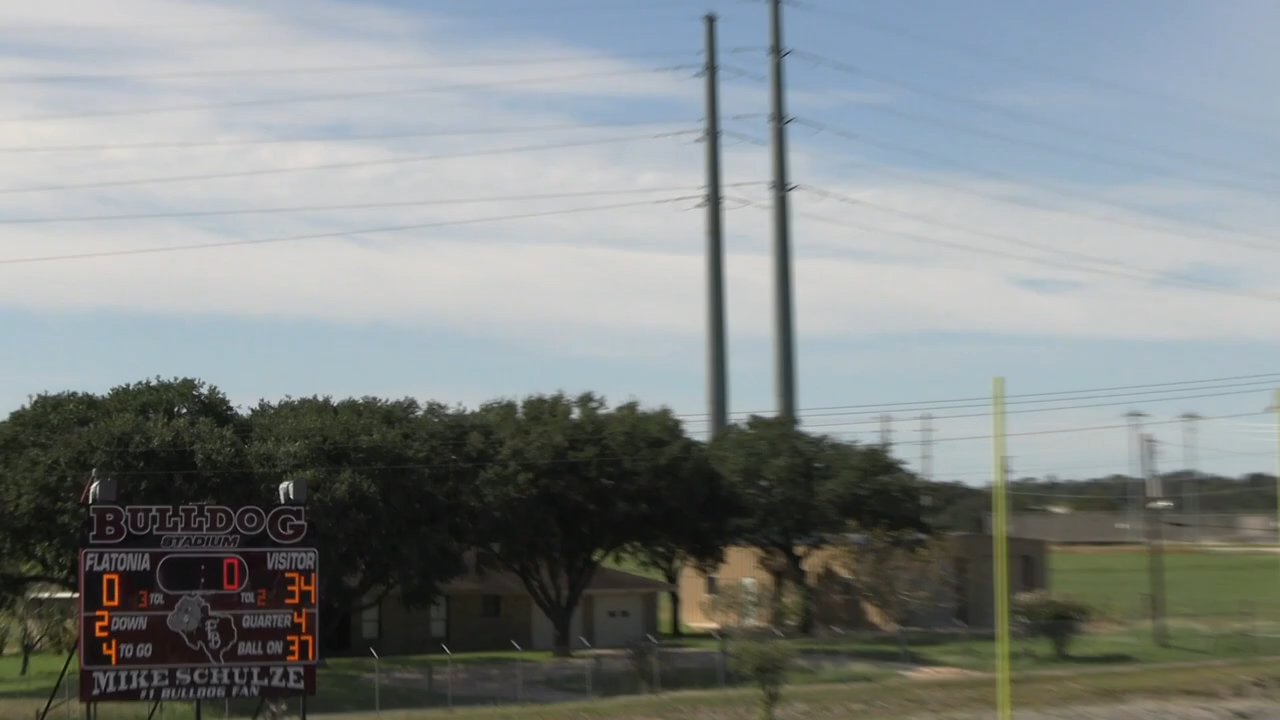 BULLDOG
STADIUM
FLATONIA 0 VISITOR
0 3 TOL TOL 2 34
2 DOWN QUARTER 4
FB
4 TO GO BALL ON 37
MIKE SCHULZE
#1 BULLDOG FAN